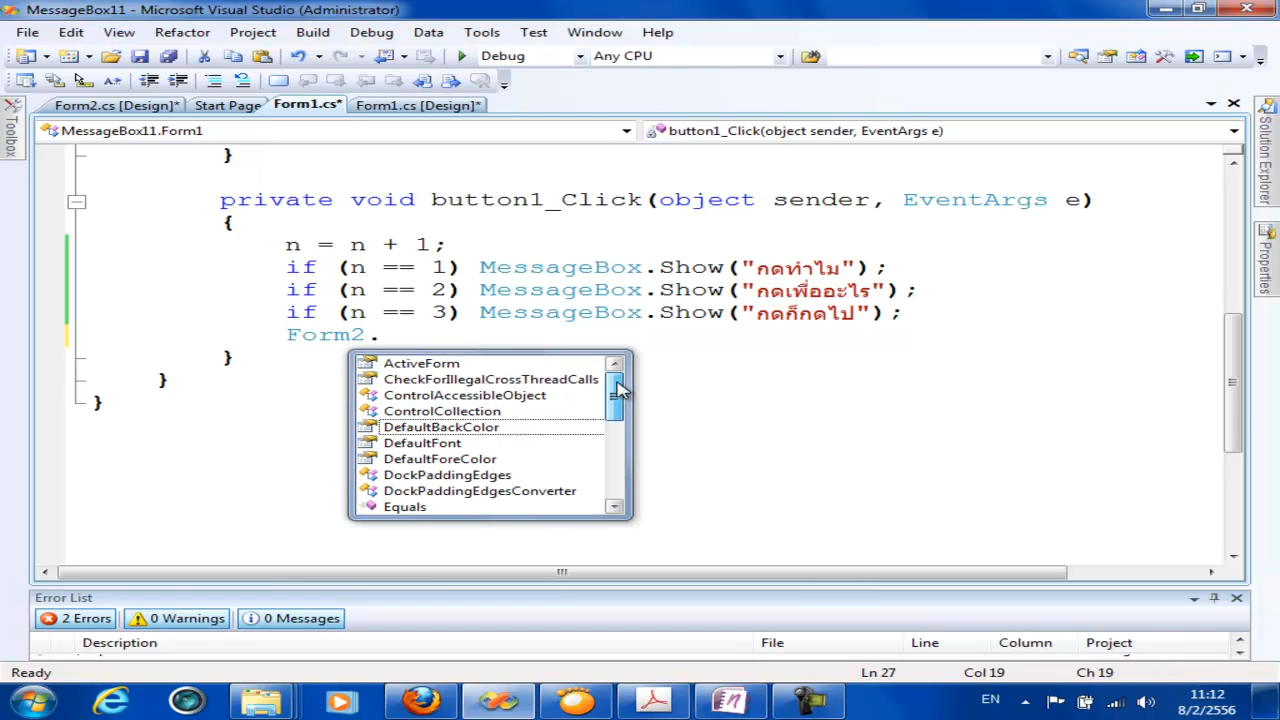 MessageBox11 - Microsoft Visual Studio (Administrator)
File Edit View Refactor Project Build Debug Data Tools Test Window Help
Debug Any CPU
Form2.cs [Design]* Start Page Form1.cs* Form1.cs [Design]*
MessageBox11.Form1 button1_Click(object sender, EventArgs e)
Toolbox
Solution Explorer
Properties
}
private void button1_Click(object sender, EventArgs e)
{
n = n + 1;
if (n == 1) MessageBox.Show("กดทำไม");
if (n == 2) MessageBox.Show("กดเพื่ออะไร");
if (n == 3) MessageBox.Show("กดก็กดไป");
Form2.
}
}
}
ActiveForm
CheckForIllegalCrossThreadCalls
ControlAccessibleObject
ControlCollection
DefaultBackColor
DefaultFont
DefaultForeColor
DockPaddingEdges
DockPaddingEdgesConverter
Equals
Error List
2 Errors 0 Warnings 0 Messages
Description File Line Column Project
Ready Ln 27 Col 19 Ch 19
EN 11:12
8/2/2556